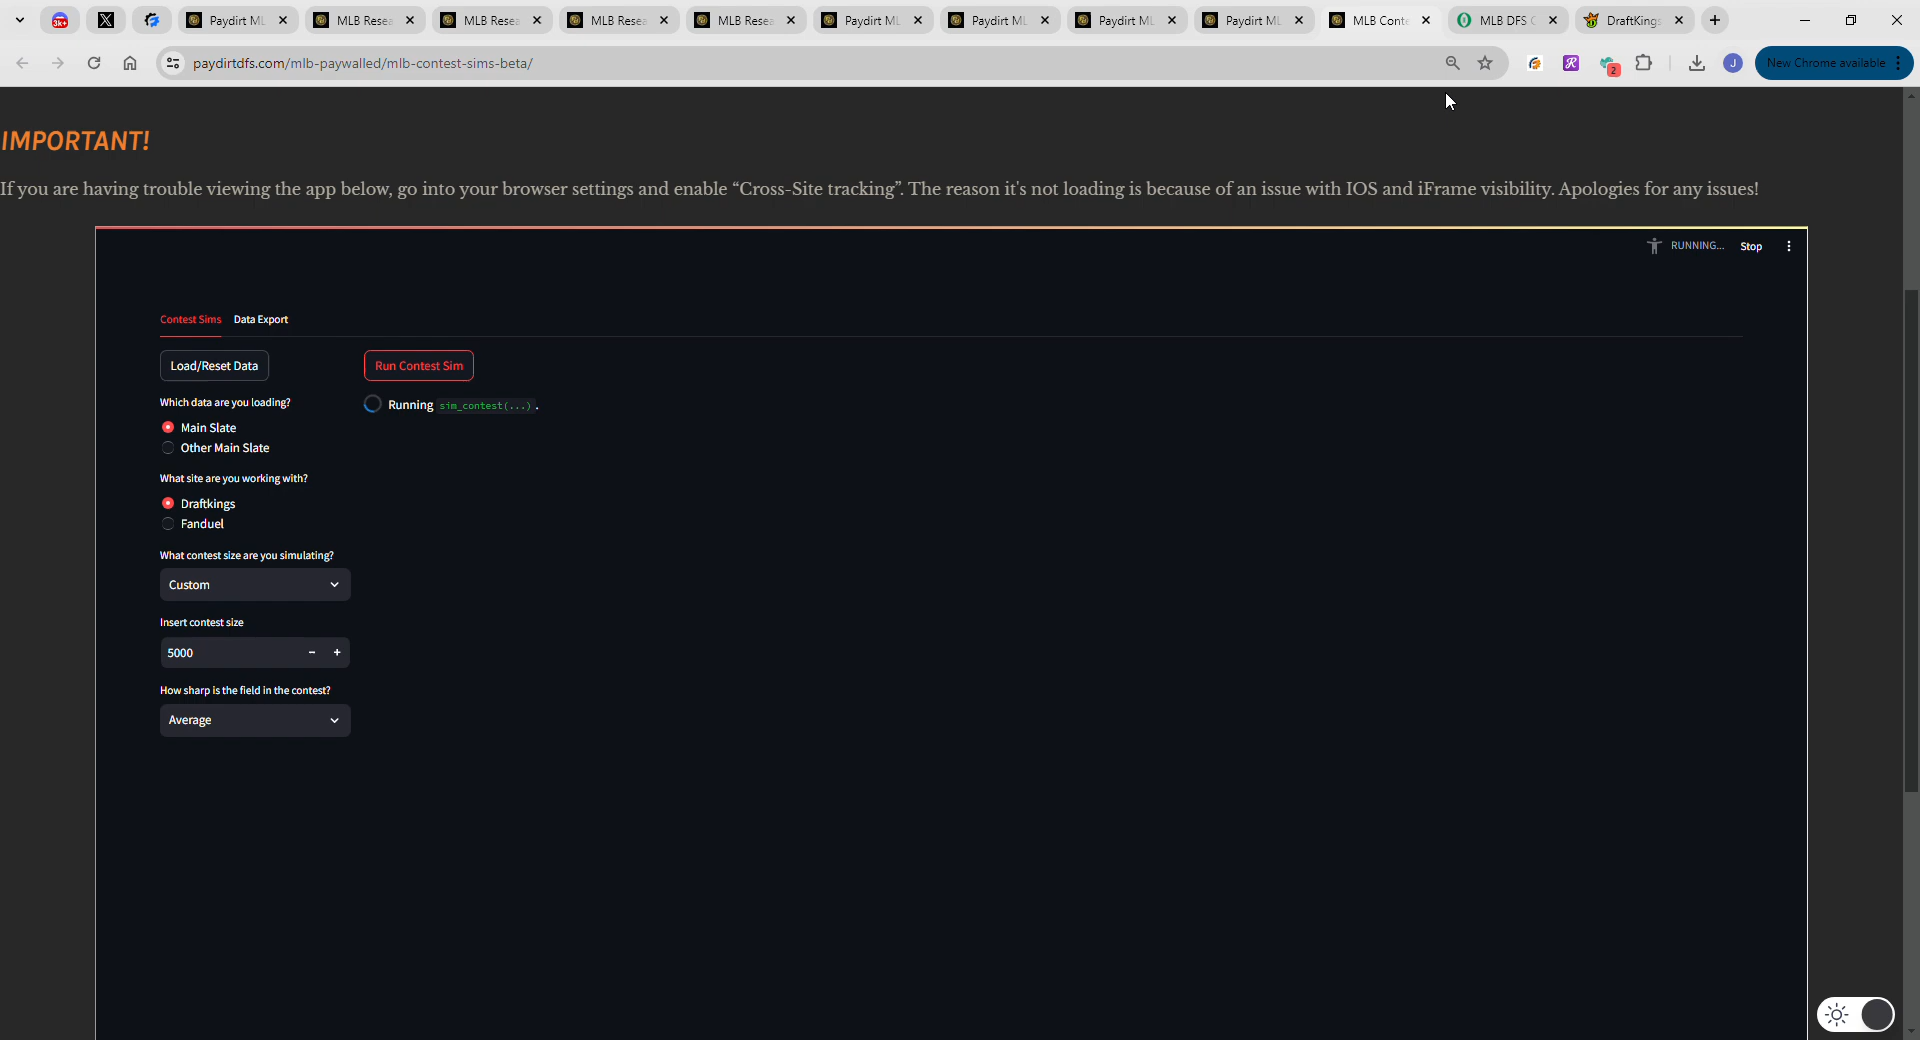 3k+
Paydirt ML
MLB Resea
MLB Resea
MLB Resea
MLB Resea
Paydirt ML
Paydirt ML
Paydirt ML
Paydirt ML
MLB Conte
MLB DFS
DraftKings
paydirtdfs.com/mlb-paywalled/mlb-contest-sims-beta/
2
J
New Chrome available
IMPORTANT!
If you are having trouble viewing the app below, go into your browser settings and enable “Cross-Site tracking”. The reason it's not loading is because of an issue with IOS and iFrame visibility. Apologies for any issues!
RUNNING...
Stop
Contest Sims
Data Export
Load/Reset Data
Run Contest Sim
Which data are you loading?
Running sim_contest(...).
Main Slate
Other Main Slate
What site are you working with?
Draftkings
Fanduel
What contest size are you simulating?
Custom
Insert contest size
5000
How sharp is the field in the contest?
Average